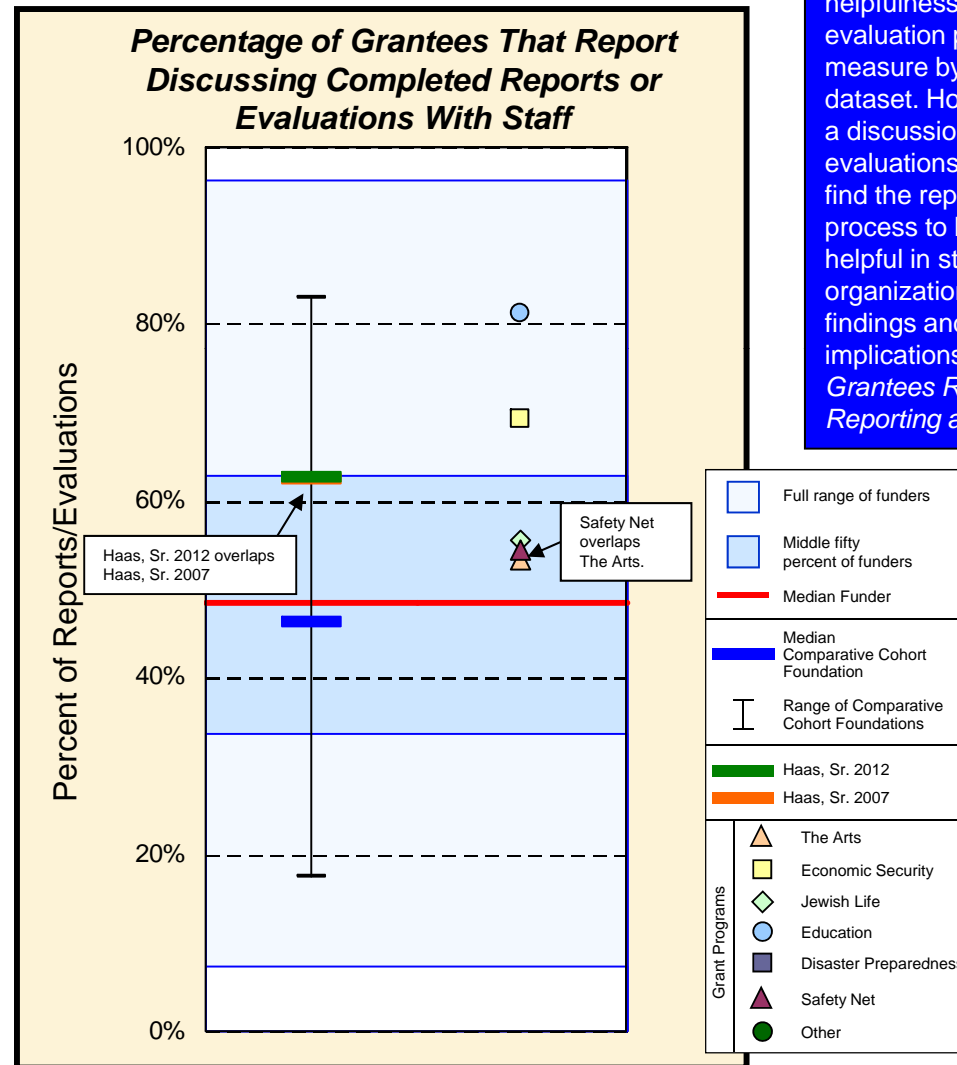 Percentage of Grantees That Report
Discussing Completed Reports or
Evaluations With Staff
100%
80%
60%
40%
20%
0%
Percent of Reports/Evaluations
Haas, Sr. 2012 overlaps
Haas, Sr. 2007
Safety Net
overlaps
The Arts.
helpfulness
evaluation p
measure by
dataset. Ho
a discussio
evaluations
find the rep
process to
helpful in st
organization
findings and
implications
Grantees R
Reporting a
Full range of funders
Middle fifty
percent of funders
Median Funder
Median
Comparative Cohort
Foundation
Range of Comparative
Cohort Foundations
Haas, Sr. 2012
Haas, Sr. 2007
Grant Programs
The Arts
Economic Security
Jewish Life
Education
Disaster Preparednes
Safety Net
Other